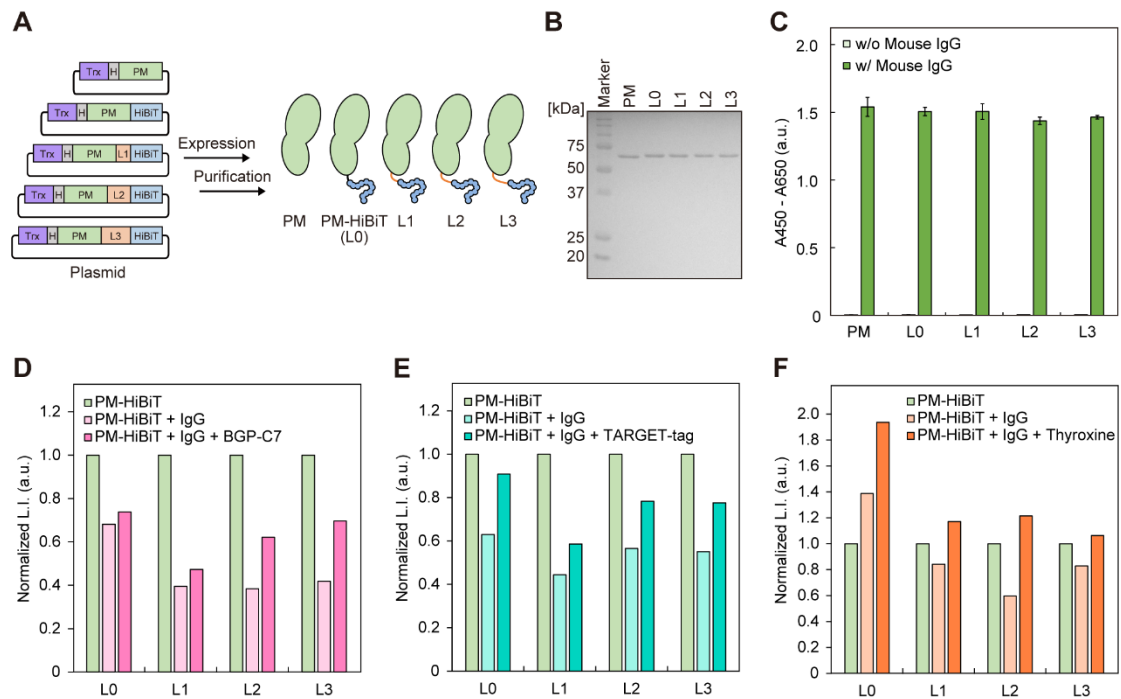 A
Trx H PM
Trx H PM HiBiT
Trx H PM L1 HiBiT
Trx H PM L2 HiBiT
Trx H PM L3 HiBiT
Plasmid
Expression
Purification
PM PM-HiBiT L1 L2 L3
(L0)
B
Marker PM L0 L1 L2 L3
[kDa]
75
50
37
25
20
C
w/o Mouse IgG
w/ Mouse IgG
A450 - A650 (a.u.)
2.0
1.5
1.0
0.5
0
PM L0 L1 L2 L3
D
PM-HiBiT
PM-HiBiT + IgG
PM-HiBiT + IgG + BGP-C7
Normalized L.I. (a.u.)
1.2
1.0
0.8
0.6
0.4
0.2
0
L0 L1 L2 L3
E
PM-HiBiT
PM-HiBiT + IgG
PM-HiBiT + IgG + TARGET-tag
Normalized L.I. (a.u.)
1.2
1.0
0.8
0.6
0.4
0.2
0
L0 L1 L2 L3
F
PM-HiBiT
PM-HiBiT + IgG
PM-HiBiT + IgG + Thyroxine
Normalized L.I. (a.u.)
2.0
1.8
1.6
1.4
1.2
1.0
0.8
0.6
0.4
0.2
0
L0 L1 L2 L3